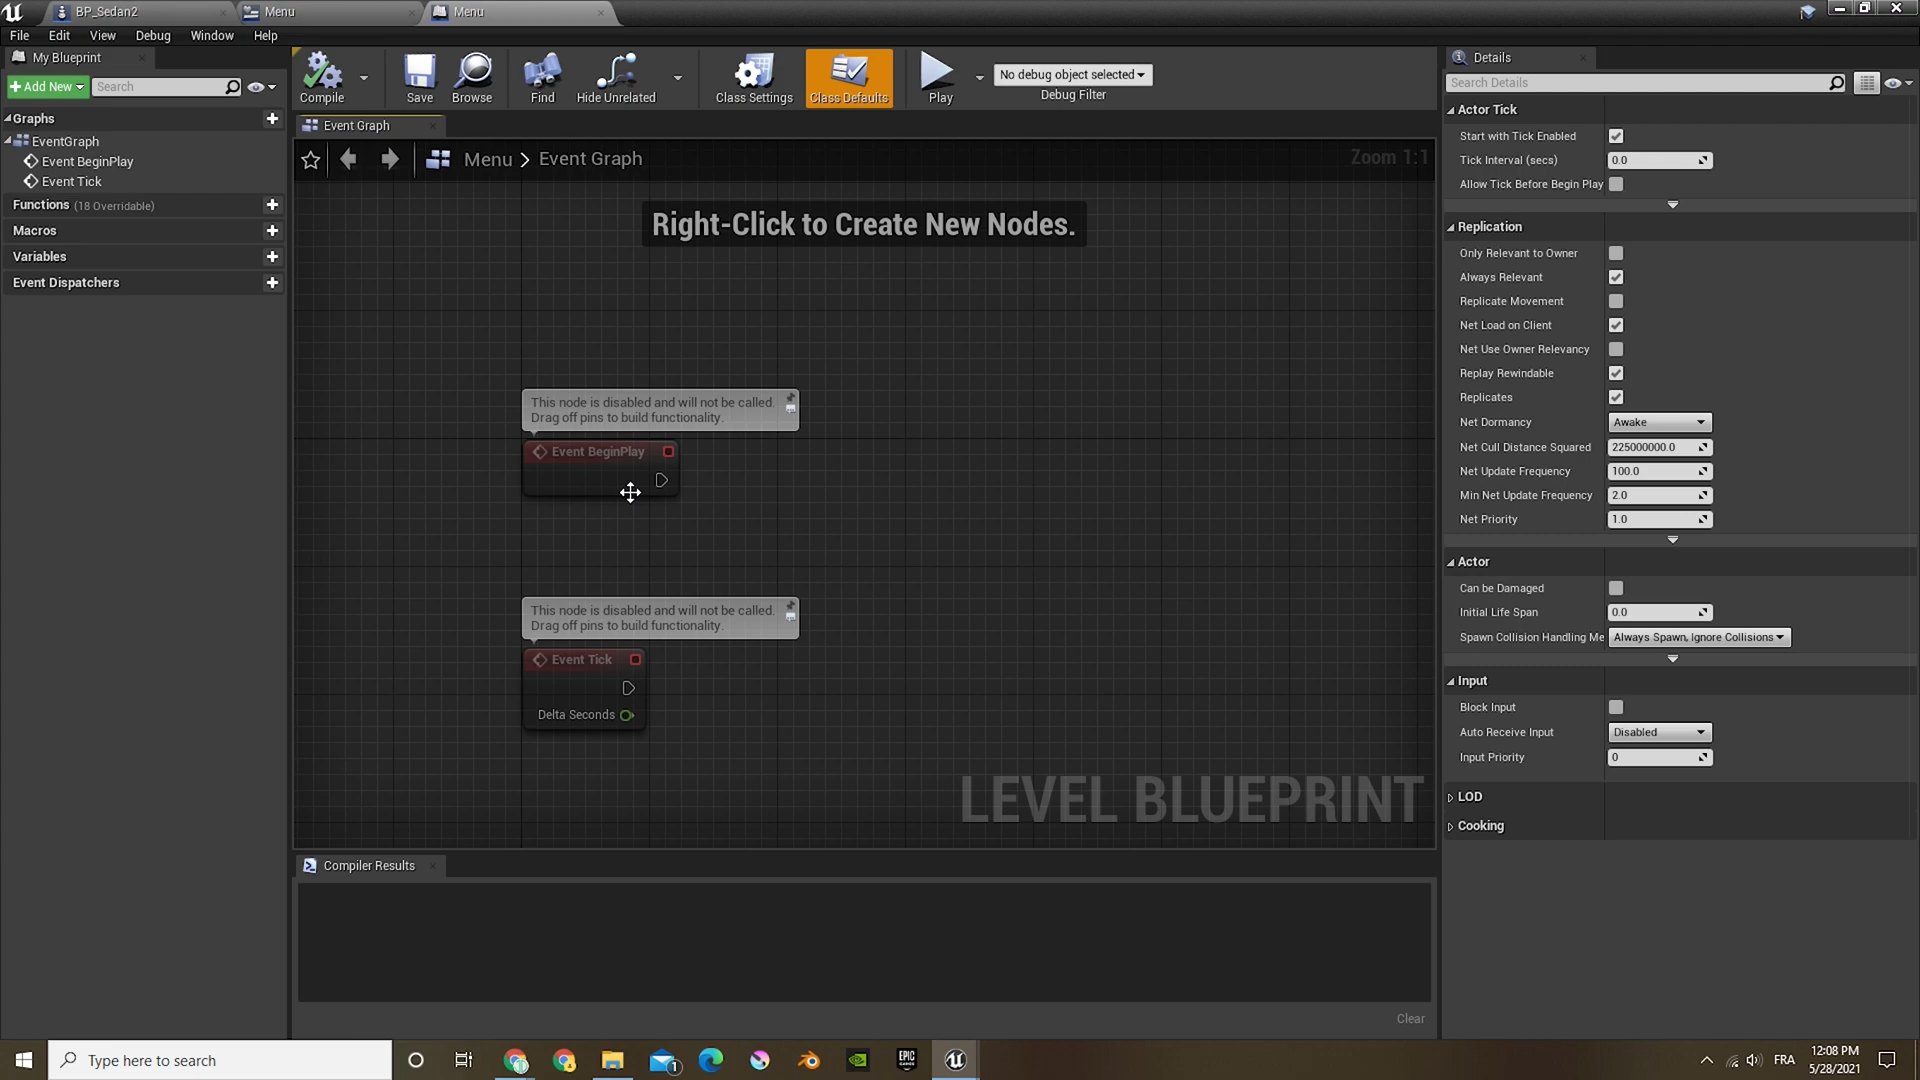 BP_Sedan2
Menu
Menu
File Edit View Debug Window Help
My Blueprint
Add New
Search
Compile
Save
Browse
Find
Hide Unrelated
Class Settings
Class Defaults
Play
No debug object selected
Debug Filter
Details
Search Details
Graphs
EventGraph
Event BeginPlay
Event Tick
Functions (18 Overridable)
Macros
Variables
Event Dispatchers
Event Graph
Menu > Event Graph
Zoom 1:1
Right-Click to Create New Nodes.
This node is disabled and will not be called.
Drag off pins to build functionality.
Event BeginPlay
This node is disabled and will not be called.
Drag off pins to build functionality.
Event Tick
Delta Seconds
LEVEL BLUEPRINT
Compiler Results
Clear
Actor Tick
Start with Tick Enabled
Tick Interval (secs) 0.0
Allow Tick Before Begin Play
Replication
Only Relevant to Owner
Always Relevant
Replicate Movement
Net Load on Client
Net Use Owner Relevancy
Replay Rewindable
Replicates
Net Dormancy Awake
Net Cull Distance Squared 225000000.0
Net Update Frequency 100.0
Min Net Update Frequency 2.0
Net Priority 1.0
Actor
Can be Damaged
Initial Life Span 0.0
Spawn Collision Handling Me Always Spawn, Ignore Collisions
Input
Block Input
Auto Receive Input Disabled
Input Priority 0
LOD
Cooking
Type here to search
1
EPIC
GAMES
FRA
12:08 PM
5/28/2021